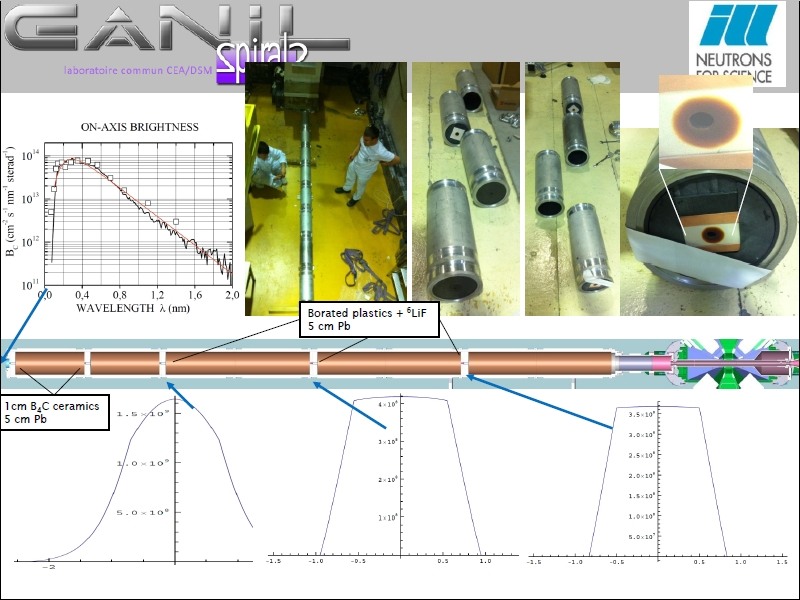 GANIL
Spiral2
laboratoire commun CEA/DSM
ill
NEUTRONS
FOR SCIENCE
ON-AXIS BRIGHTNESS
B_c (cm⁻² s⁻¹ nm⁻¹ sterad⁻¹)
10¹⁴
10¹³
10¹²
10¹¹
0,0 0,4 0,8 1,2 1,6 2,0
WAVELENGTH λ (nm)
Borated plastics + ⁶LiF
5 cm Pb
1cm B₄C ceramics
5 cm Pb
1.5×10⁹
1.0×10⁹
5.0×10⁸
-2
4×10⁸
3×10⁸
2×10⁸
1×10⁸
-1.5 -1.0 -0.5 0.5 1.0 1.5
3.5×10⁸
3.0×10⁸
2.5×10⁸
2.0×10⁸
1.5×10⁸
1.0×10⁸
5.0×10⁷
-1.5 -1.0 -0.5 0.5 1.0 1.5